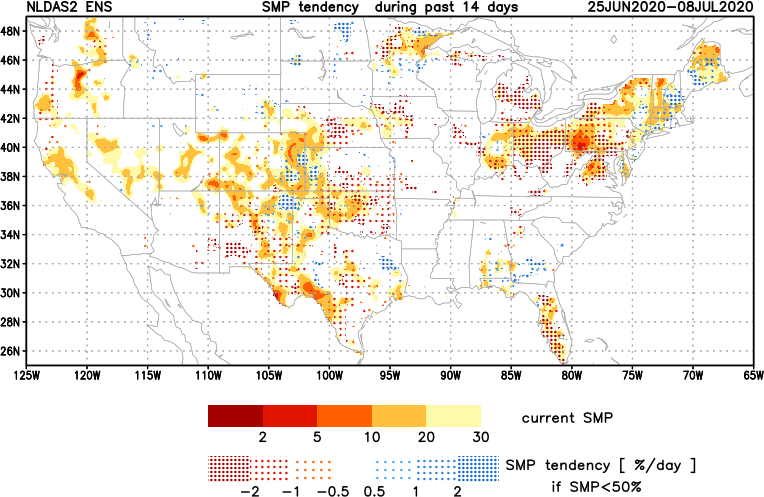 NLDAS2 ENS SMP tendency during past 14 days 25JUN2020−08JUL2020
48N
46N
44N
42N
40N
38N
36N
34N
32N
30N
28N
26N
125W 120W 115W 110W 105W 100W 95W 90W 85W 80W 75W 70W 65W
current SMP
2 5 10 20 30
SMP tendency [ %/day ]
if SMP<50%
−2 −1 −0.5 0.5 1 2